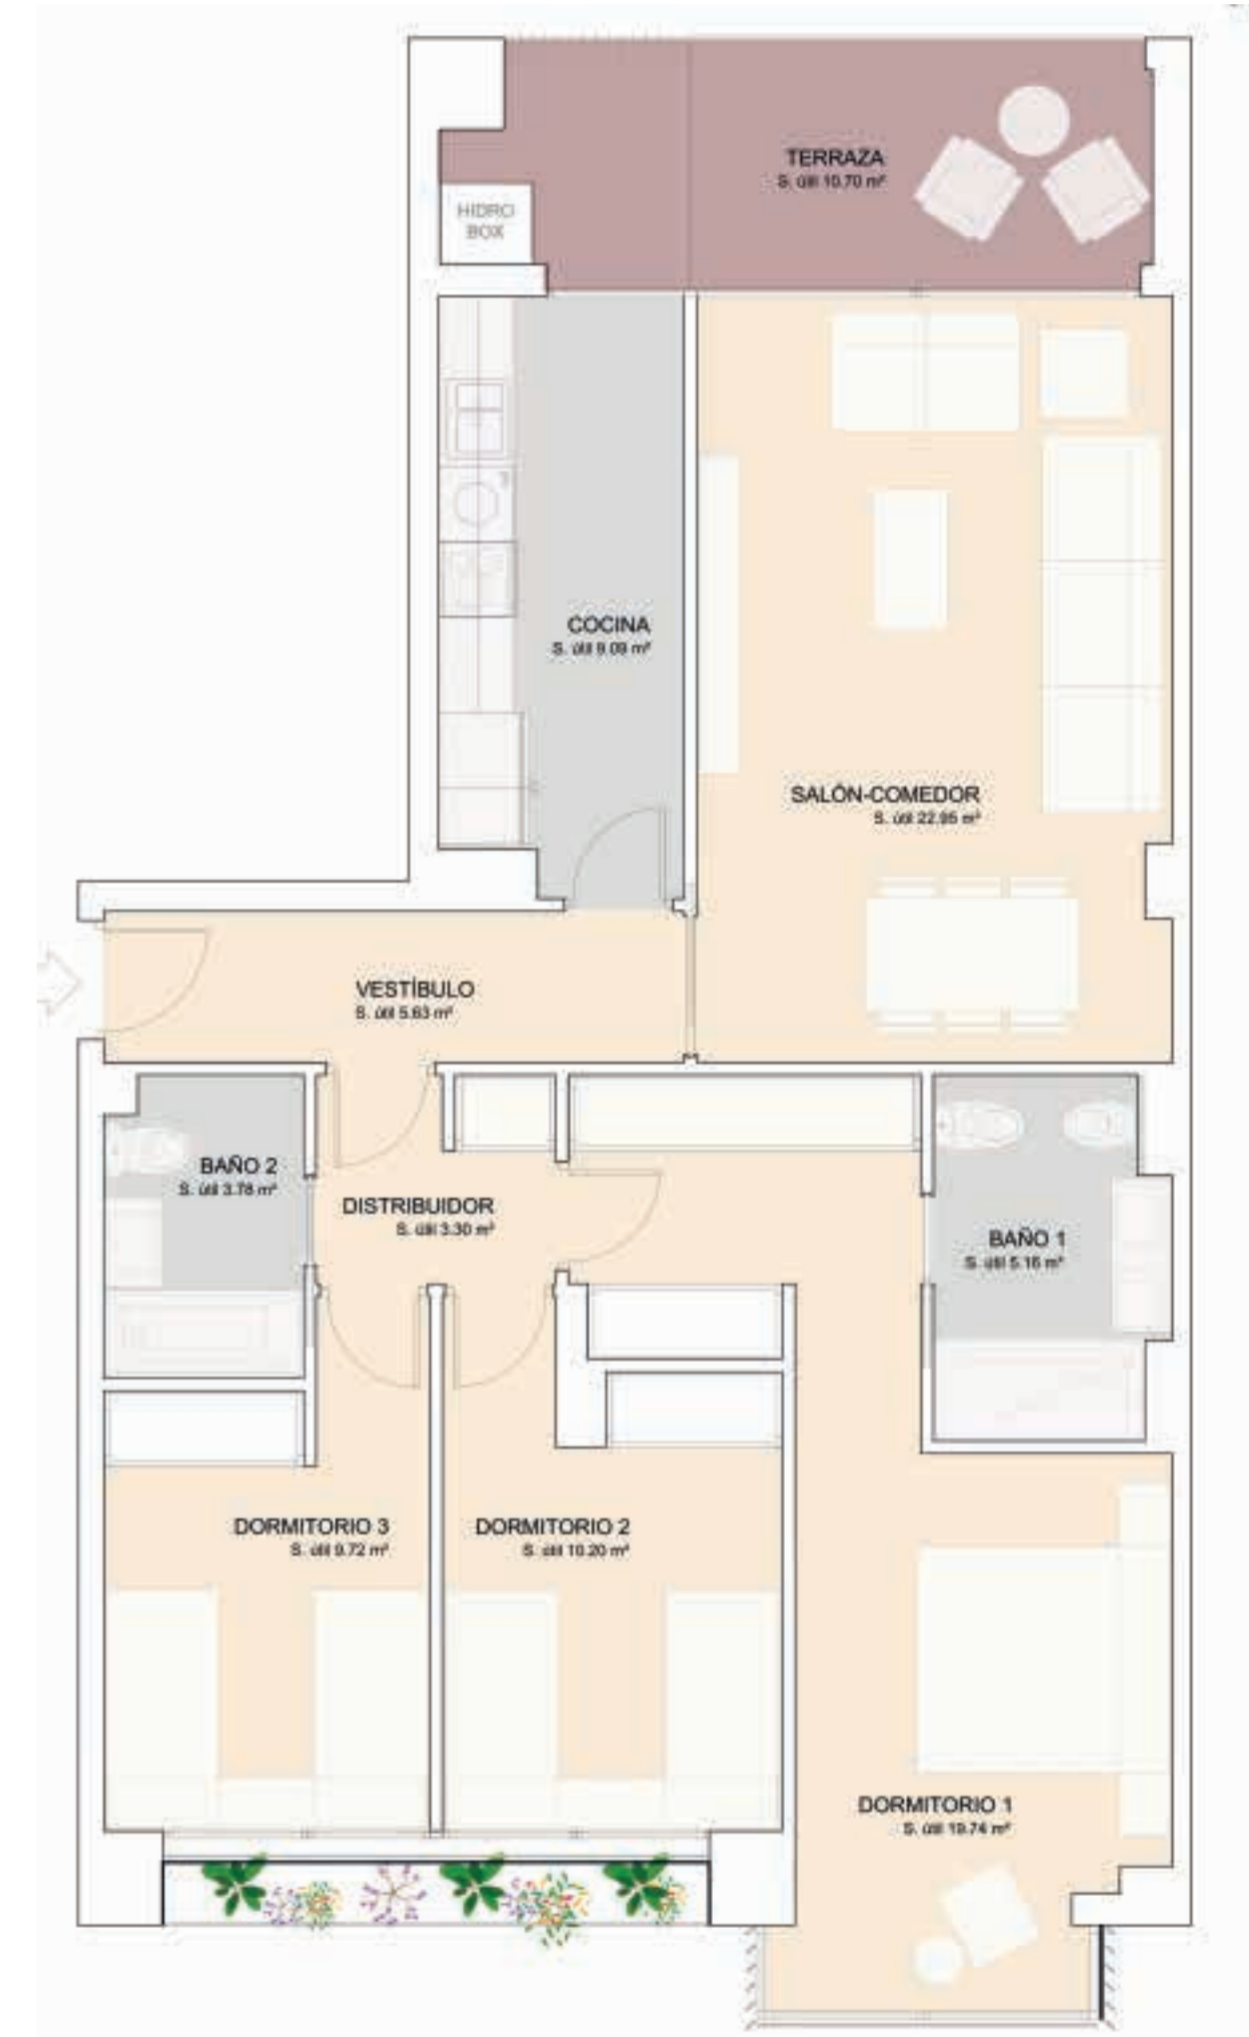 TERRAZA
S. útil 10.70 m²
HIDRO
BOX
COCINA
S. útil 9.09 m²
SALÓN-COMEDOR
S. útil 22.95 m²
VESTÍBULO
S. útil 5.63 m²
BAÑO 2
S. útil 3.78 m²
DISTRIBUIDOR
S. útil 3.30 m²
BAÑO 1
S. útil 5.16 m²
DORMITORIO 3
S. útil 9.72 m²
DORMITORIO 2
S. útil 10.20 m²
DORMITORIO 1
S. útil 19.74 m²